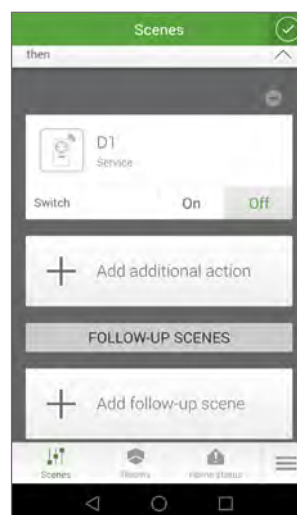 Scenes
then
D1
Service
Switch On Off
Add additional action
FOLLOW-UP SCENES
Add follow-up scene
Scenes Rooms Home status